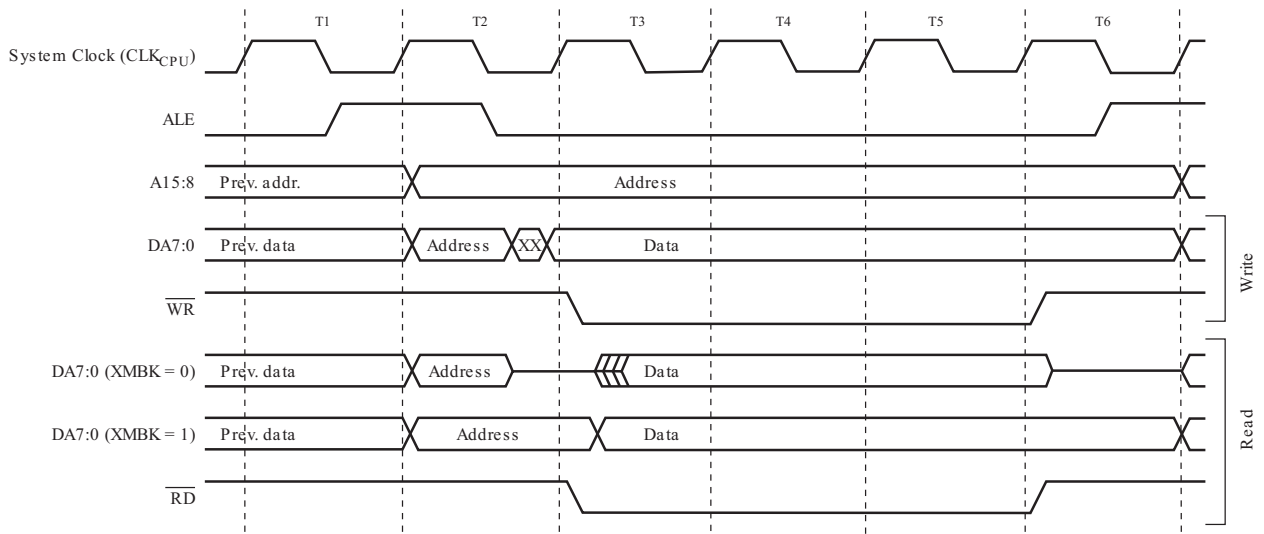 T1 T2 T3 T4 T5 T6
System Clock (CLKCPU)
ALE
A15:8 Prev. addr. Address
DA7:0 Prev. data Address XX Data
WR
Write
DA7:0 (XMBK = 0) Prev. data Address Data
DA7:0 (XMBK = 1) Prev. data Address Data
RD
Read